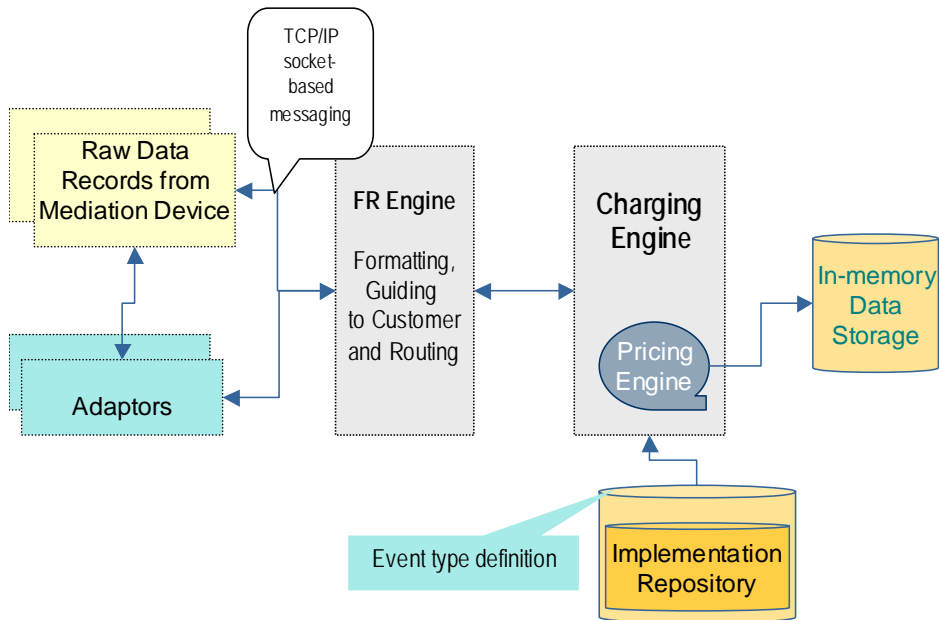 TCP/IP
socket-
based
messaging
Raw Data
Records from
Mediation Device
Adaptors
FR Engine
Formatting,
Guiding
to Customer
and Routing
Charging
Engine
Pricing
Engine
In-memory
Data
Storage
Event type definition
Implementation
Repository